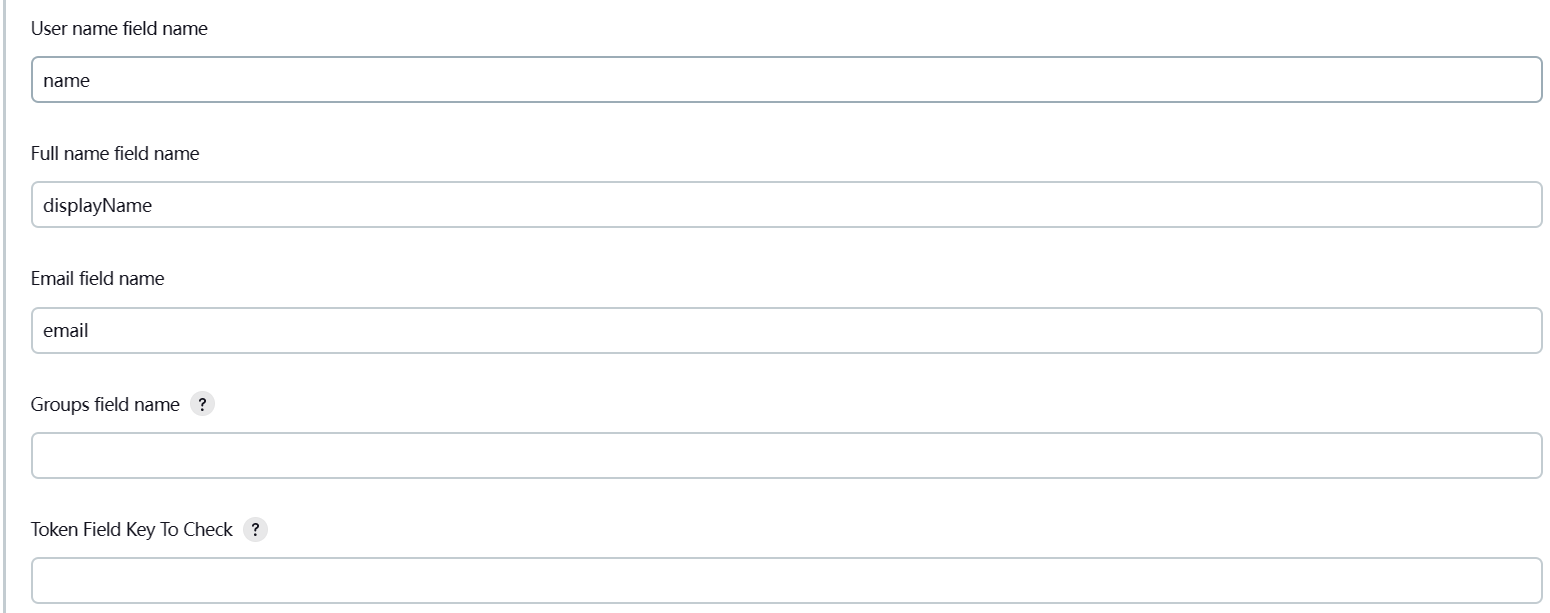 User name field name
name
Full name field name
displayName
Email field name
email
Groups field name ?
Token Field Key To Check ?